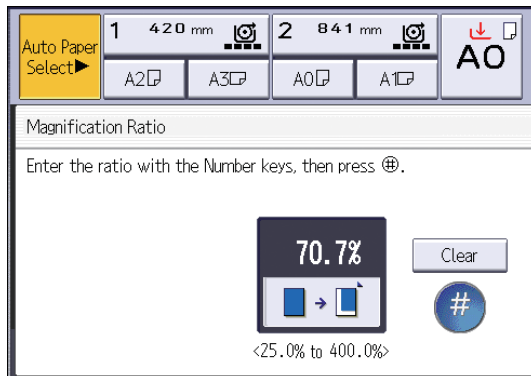 Auto Paper
Select▶
1 420 mm
2 841 mm
A2
A3
A0
A1
A0
Magnification Ratio
Enter the ratio with the Number keys, then press ⊕.
70.7%
Clear
#
<25.0% to 400.0%>